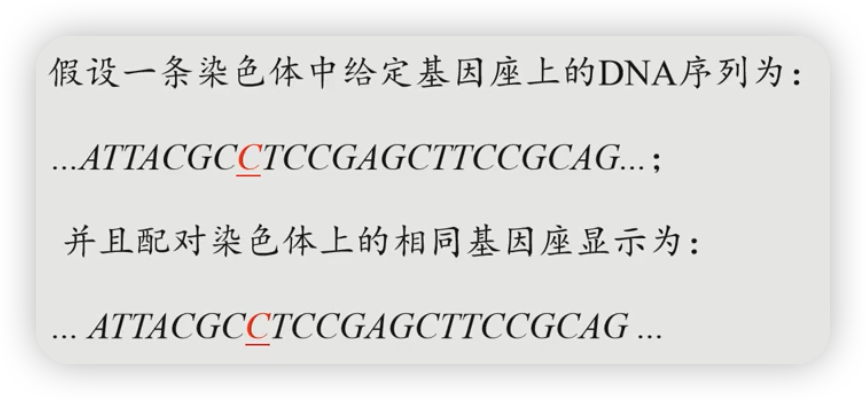 假设一条染色体中给定基因座上的DNA序列为：
...ATTACGCCTCCGAGCTTCCGCAG...；
并且配对染色体上的相同基因座显示为：
... ATTACGCCTCCGAGCTTCCGCAG ...